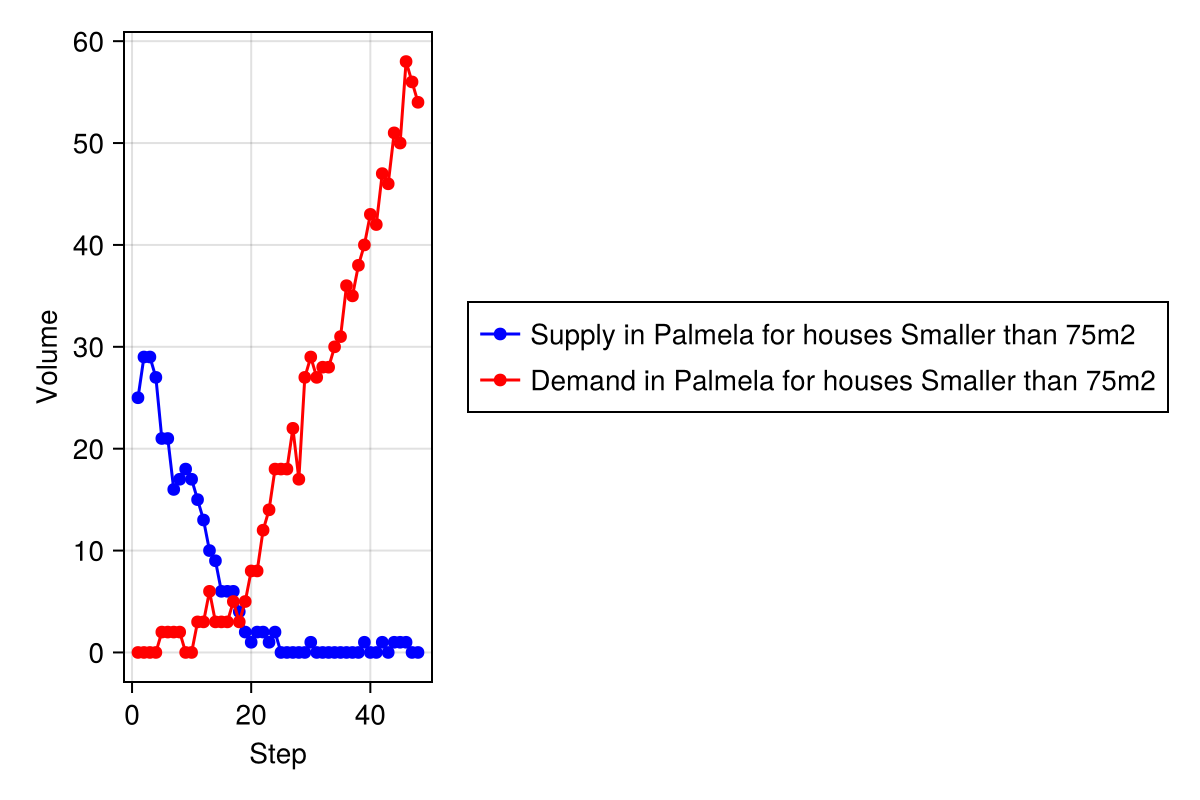 60
50
40
30
20
10
0
Volume
0 20 40
Step
Supply in Palmela for houses Smaller than 75m2
Demand in Palmela for houses Smaller than 75m2